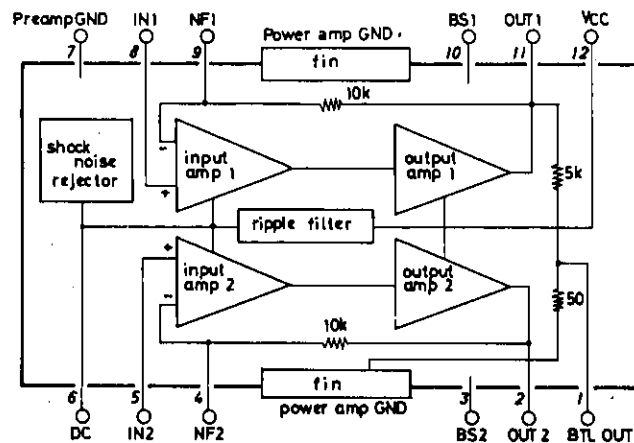 PreampGND IN1 NF1 Power amp GND. BS1 OUT1 VCC
7 8 9 10 11 12
fin
10k
shock
noise
rejector
input
amp 1
output
amp 1
5k
ripple filter
input
amp 2
output
amp 2
50
10k
fin
power amp GND
6 5 4 3 2 1
DC IN2 NF2 BS2 OUT2 BTL OUT